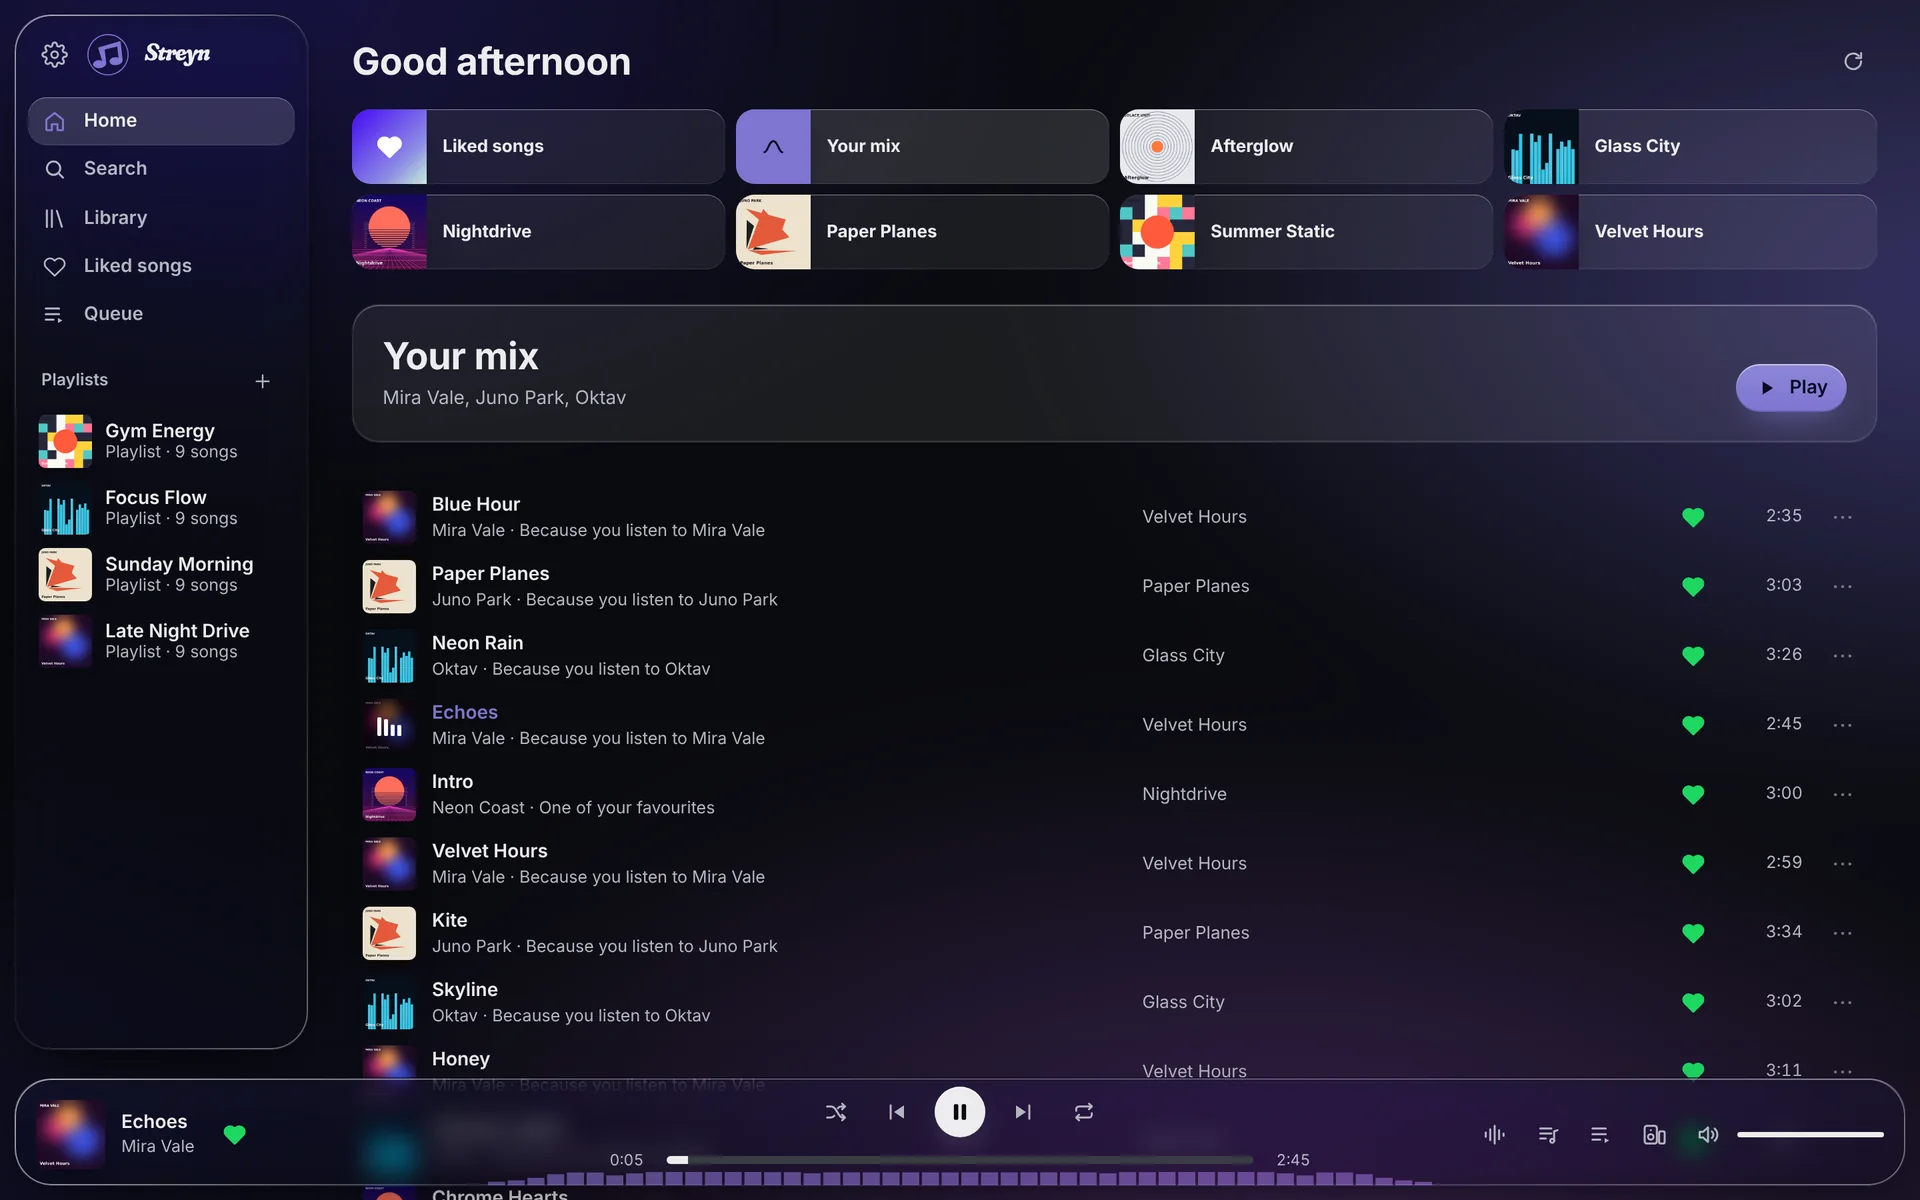 Streyn
Home
Search
Library
Liked songs
Queue
Playlists
Gym Energy
Playlist · 9 songs
Focus Flow
Playlist · 9 songs
Sunday Morning
Playlist · 9 songs
Late Night Drive
Playlist · 9 songs
Good afternoon
Liked songs
Your mix
Afterglow
Glass City
Nightdrive
Paper Planes
Summer Static
Velvet Hours
Your mix
Mira Vale, Juno Park, Oktav
Play
Blue Hour
Mira Vale · Because you listen to Mira Vale
Velvet Hours
2:35
Paper Planes
Juno Park · Because you listen to Juno Park
Paper Planes
3:03
Neon Rain
Oktav · Because you listen to Oktav
Glass City
3:26
Echoes
Mira Vale · Because you listen to Mira Vale
Velvet Hours
2:45
Intro
Neon Coast · One of your favourites
Nightdrive
3:00
Velvet Hours
Mira Vale · Because you listen to Mira Vale
Velvet Hours
2:59
Kite
Juno Park · Because you listen to Juno Park
Paper Planes
3:34
Skyline
Oktav · Because you listen to Oktav
Glass City
3:02
Honey
Mira Vale · Because you listen to Mira Vale
Velvet Hours
3:11
Echoes
Mira Vale
0:05
2:45
Chrome Hearts